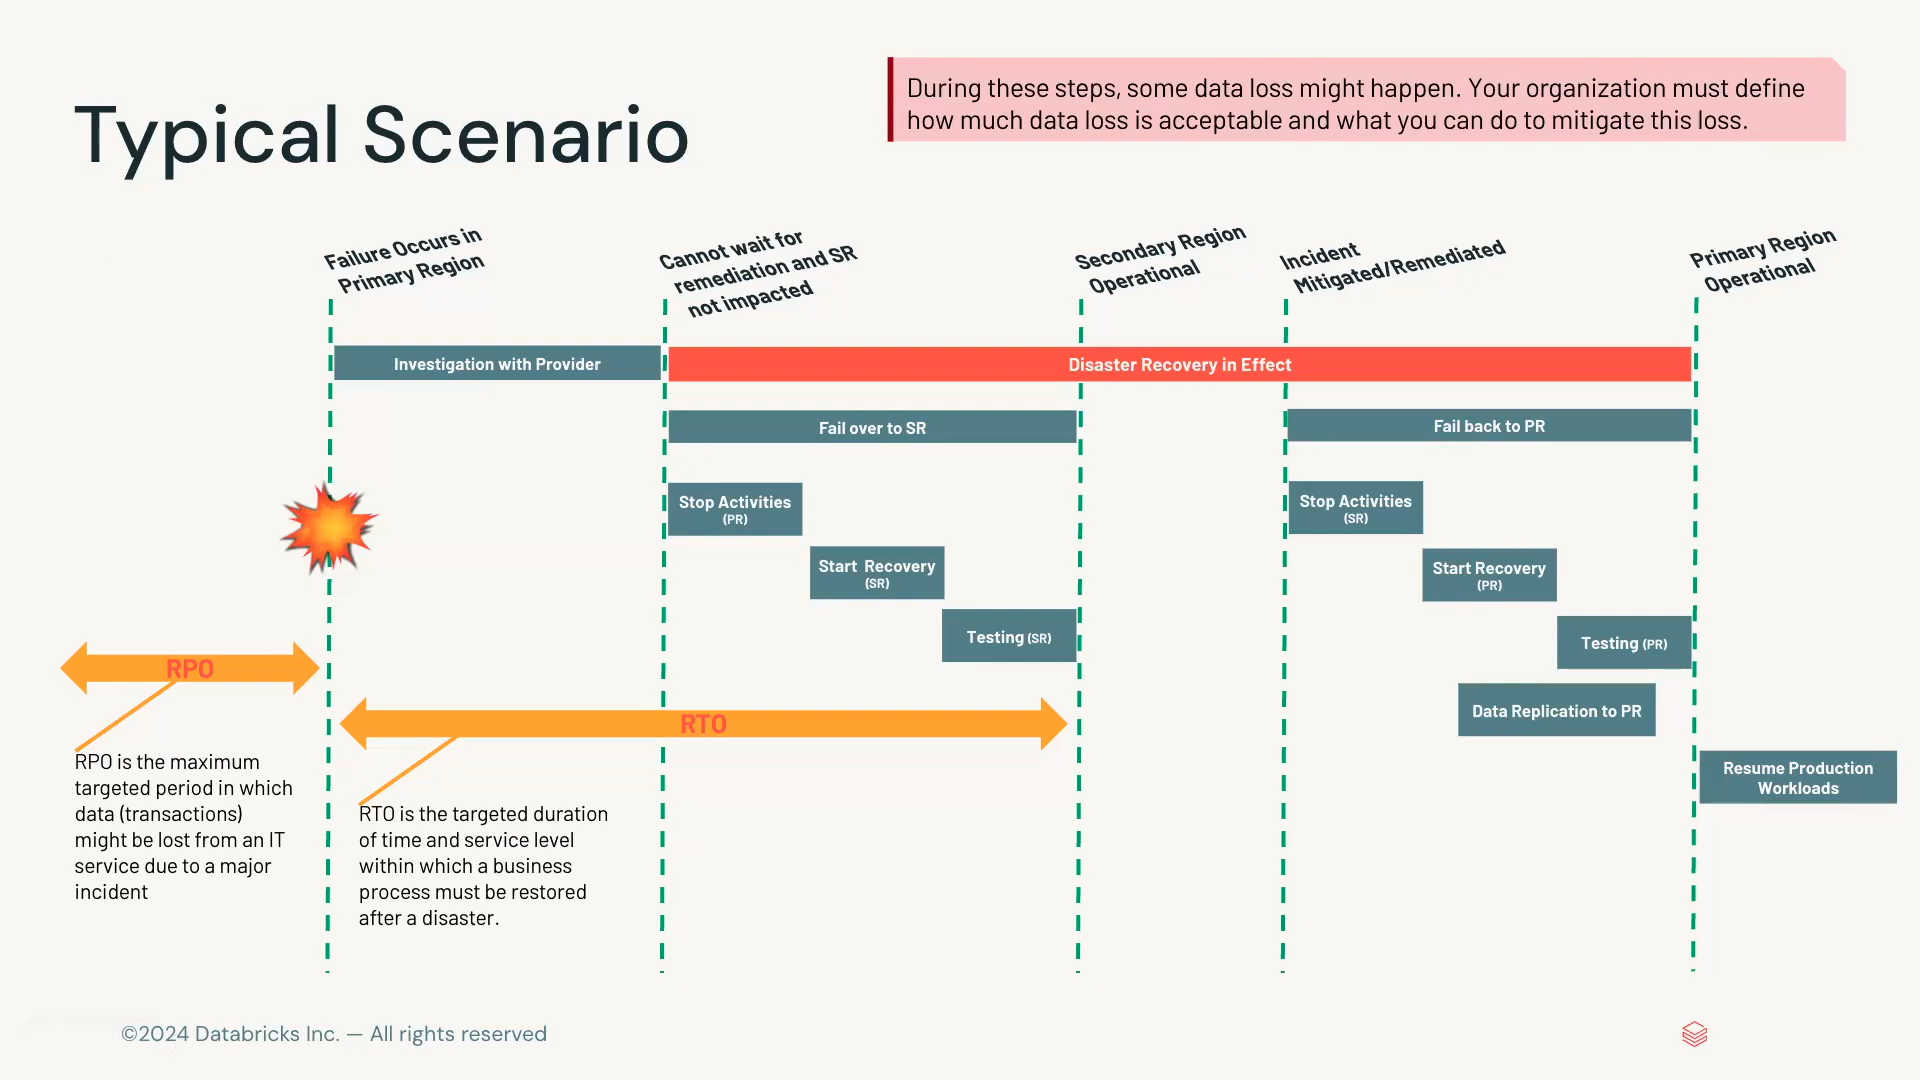 Typical Scenario
During these steps, some data loss might happen. Your organization must define
how much data loss is acceptable and what you can do to mitigate this loss.
Failure Occurs in
Primary Region
Cannot wait for
remediation and SR
not impacted
Secondary Region
Operational
Incident
Mitigated/Remediated
Primary Region
Operational
Investigation with Provider
Disaster Recovery in Effect
Fail over to SR
Fail back to PR
Stop Activities
(PR)
Start Recovery
(SR)
Testing (SR)
Stop Activities
(SR)
Start Recovery
(PR)
Testing (PR)
Data Replication to PR
Resume Production
Workloads
RPO
RPO is the maximum
targeted period in which
data (transactions)
might be lost from an IT
service due to a major
incident
RTO
RTO is the targeted duration
of time and service level
within which a business
process must be restored
after a disaster.
©2024 Databricks Inc. — All rights reserved